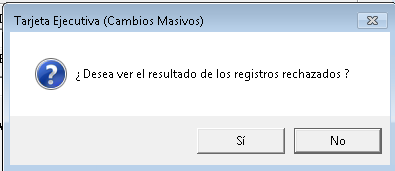 Tarjeta Ejecutiva (Cambios Masivos)
¿ Desea ver el resultado de los registros rechazados ?
Sí
No